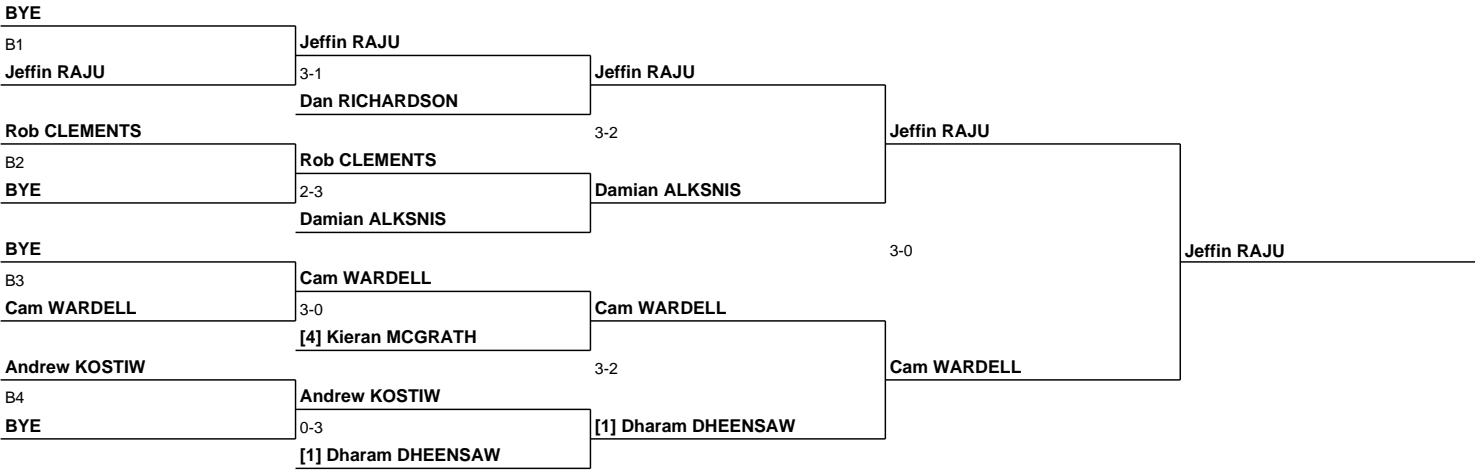 BYE
B1
Jeffin RAJU
Jeffin RAJU
3-1
Dan RICHARDSON
Jeffin RAJU
Rob CLEMENTS
B2
BYE
Rob CLEMENTS
2-3
Damian ALKSNIS
3-2
Damian ALKSNIS
Jeffin RAJU
BYE
B3
Cam WARDELL
Cam WARDELL
3-0
[4] Kieran MCGRATH
Cam WARDELL
Andrew KOSTIW
B4
BYE
Andrew KOSTIW
0-3
[1] Dharam DHEENSAW
3-2
[1] Dharam DHEENSAW
Cam WARDELL
3-0
Jeffin RAJU